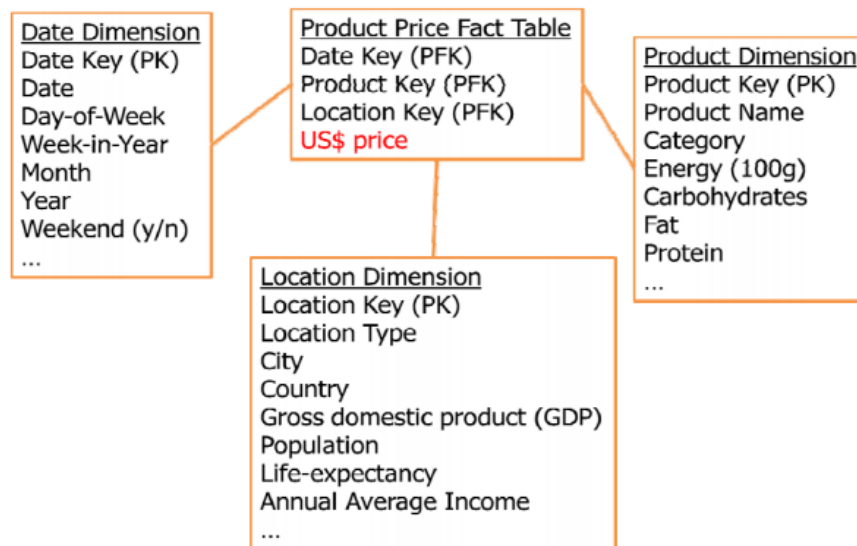 Date Dimension
Date Key (PK)
Date
Day-of-Week
Week-in-Year
Month
Year
Weekend (y/n)
...
Product Price Fact Table
Date Key (PFK)
Product Key (PFK)
Location Key (PFK)
US$ price
Product Dimension
Product Key (PK)
Product Name
Category
Energy (100g)
Carbohydrates
Fat
Protein
...
Location Dimension
Location Key (PK)
Location Type
City
Country
Gross domestic product (GDP)
Population
Life-expectancy
Annual Average Income
...